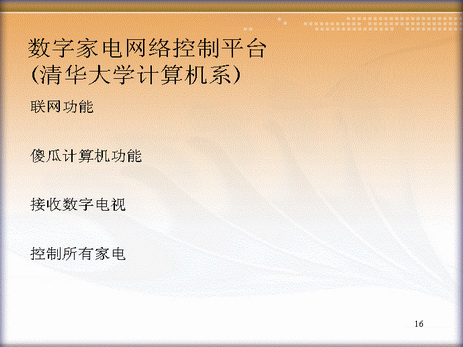 数字家电网络控制平台
(清华大学计算机系)
联网功能
傻瓜计算机功能
接收数字电视
控制所有家电
16